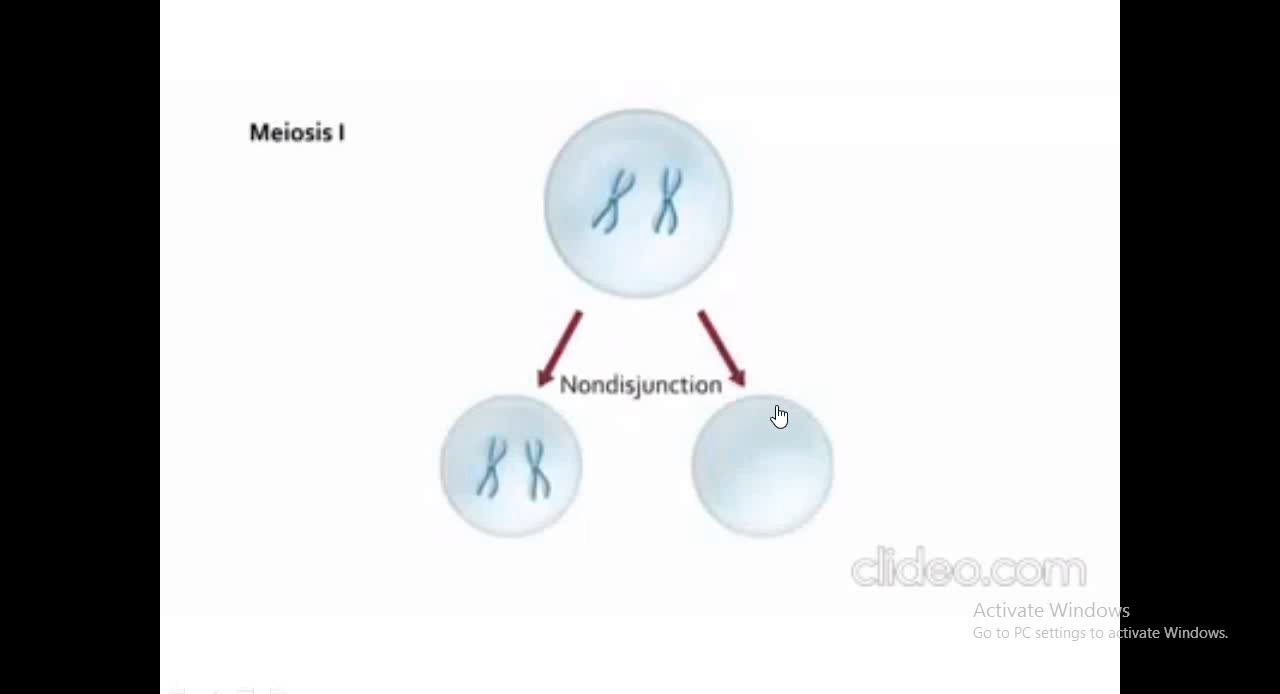 Meiosis I
Nondisjunction
clideo.com
Activate Windows
Go to PC settings to activate Windows.